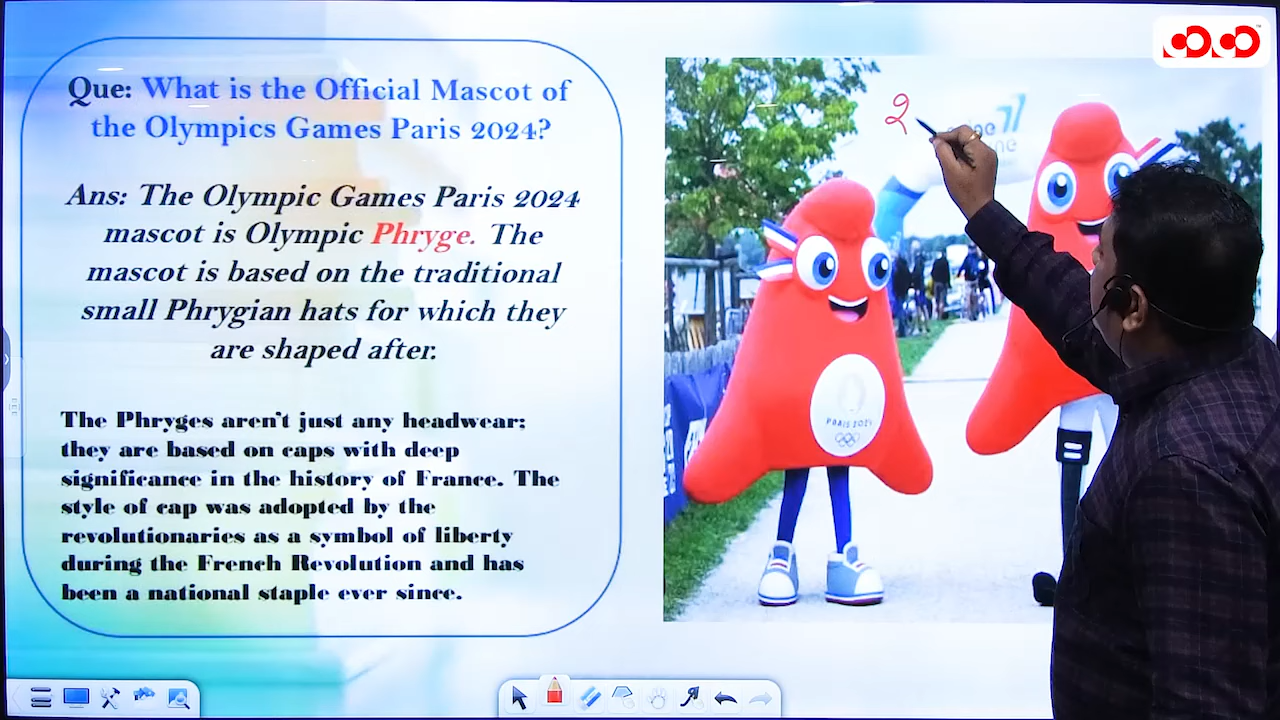 Que: What is the Official Mascot of
the Olympics Games Paris 2024?
Ans: The Olympic Games Paris 2024
mascot is Olympic Phryge. The
mascot is based on the traditional
small Phrygian hats for which they
are shaped after.
The Phryges aren't just any headwear;
they are based on caps with deep
significance in the history of France. The
style of cap was adopted by the
revolutionaries as a symbol of liberty
during the French Revolution and has
been a national staple ever since.
2
PARIS 2024